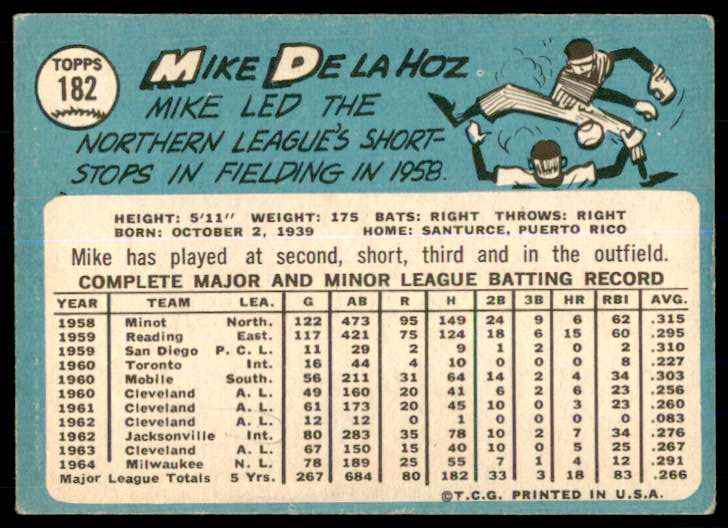 TOPPS
182
MIKE DE LA HOZ
MIKE LED THE
NORTHERN LEAGUE'S SHORT-
STOPS IN FIELDING IN 1958.
HEIGHT: 5'11" WEIGHT: 175 BATS: RIGHT THROWS: RIGHT
BORN: OCTOBER 2, 1939 HOME: SANTURCE, PUERTO RICO
Mike has played at second, short, third and in the outfield.
COMPLETE MAJOR AND MINOR LEAGUE BATTING RECORD
YEAR TEAM LEA. G AB R H 2B 3B HR RBI AVG.
1958 Minot North. 122 473 95 149 24 9 6 62 .315
1959 Reading East. 117 421 75 124 18 6 15 60 .295
1959 San Diego P. C. L. 11 29 2 9 1 2 0 2 .310
1960 Toronto Int. 16 44 4 10 0 0 0 8 .227
1960 Mobile South. 56 211 31 64 14 2 4 34 .303
1960 Cleveland A. L. 49 160 20 41 6 2 6 23 .256
1961 Cleveland A. L. 61 173 20 45 10 0 3 23 .260
1962 Cleveland A. L. 12 12 0 1 0 0 0 0 .083
1962 Jacksonville Int. 80 283 35 78 10 2 7 34 .276
1963 Cleveland A. L. 67 150 15 40 10 0 5 25 .267
1964 Milwaukee N. L. 78 189 25 55 7 1 4 12 .291
Major League Totals 5 Yrs. 267 684 80 182 33 3 18 83 .266
©T.C.G. PRINTED IN U.S.A.